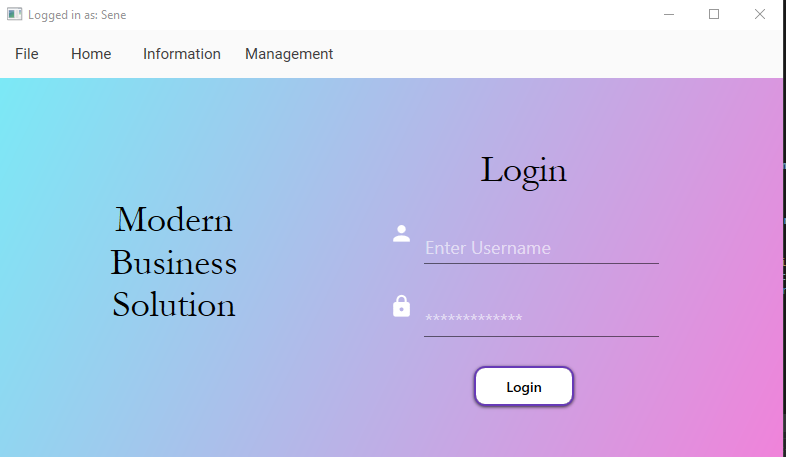 Logged in as: Sene
File Home Information Management
Login
Modern
Business
Solution
Enter Username
*************
Login